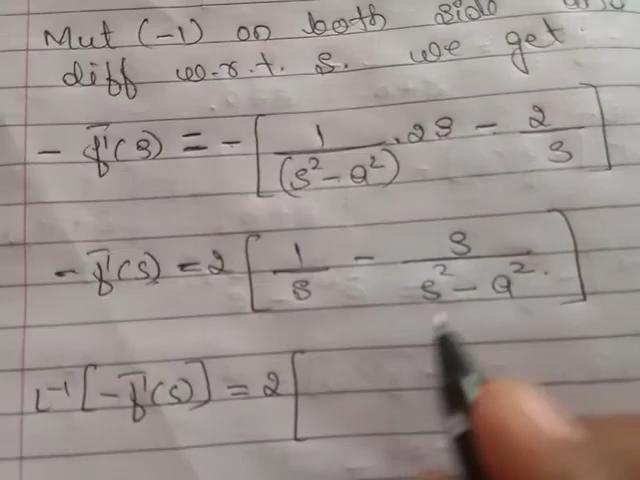 Mut (-1) on both side and
diff w.r.t. s. we get.
- f̄'(s) = - [ 1/(s² - a²) . 2s - 2/s ]
- f̄'(s) = 2 [ 1/s - s/(s² - a²) ]
L⁻¹[-f̄'(s)] = 2 [